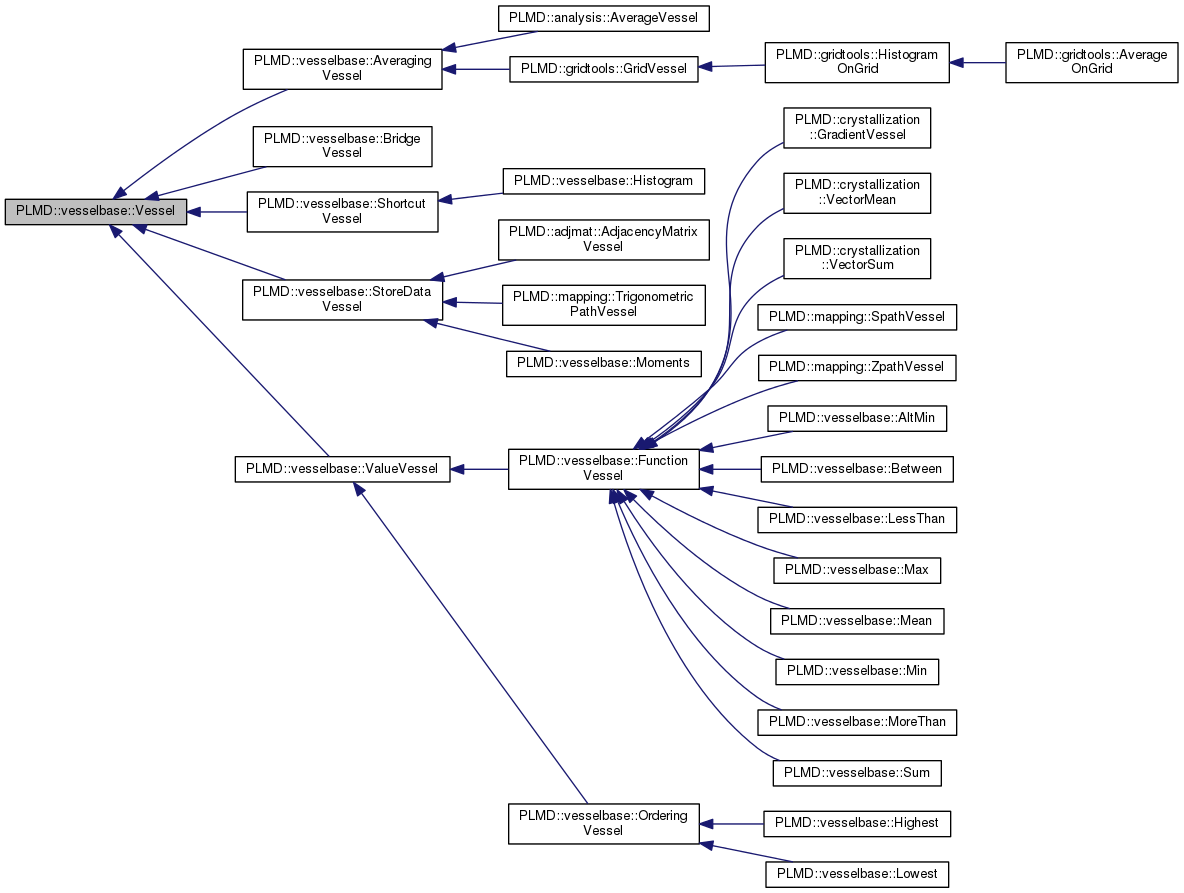 PLMD::vesselbase::Vessel
PLMD::vesselbase::Averaging
Vessel
PLMD::vesselbase::Bridge
Vessel
PLMD::vesselbase::Shortcut
Vessel
PLMD::vesselbase::StoreData
Vessel
PLMD::vesselbase::ValueVessel
PLMD::analysis::AverageVessel
PLMD::gridtools::GridVessel
PLMD::vesselbase::Histogram
PLMD::adjmat::AdjacencyMatrix
Vessel
PLMD::mapping::Trigonometric
PathVessel
PLMD::vesselbase::Moments
PLMD::vesselbase::Function
Vessel
PLMD::vesselbase::Ordering
Vessel
PLMD::gridtools::Histogram
OnGrid
PLMD::crystallization
::GradientVessel
PLMD::crystallization
::VectorMean
PLMD::crystallization
::VectorSum
PLMD::mapping::SpathVessel
PLMD::mapping::ZpathVessel
PLMD::vesselbase::AltMin
PLMD::vesselbase::Between
PLMD::vesselbase::LessThan
PLMD::vesselbase::Max
PLMD::vesselbase::Mean
PLMD::vesselbase::Min
PLMD::vesselbase::MoreThan
PLMD::vesselbase::Sum
PLMD::vesselbase::Highest
PLMD::vesselbase::Lowest
PLMD::gridtools::Average
OnGrid